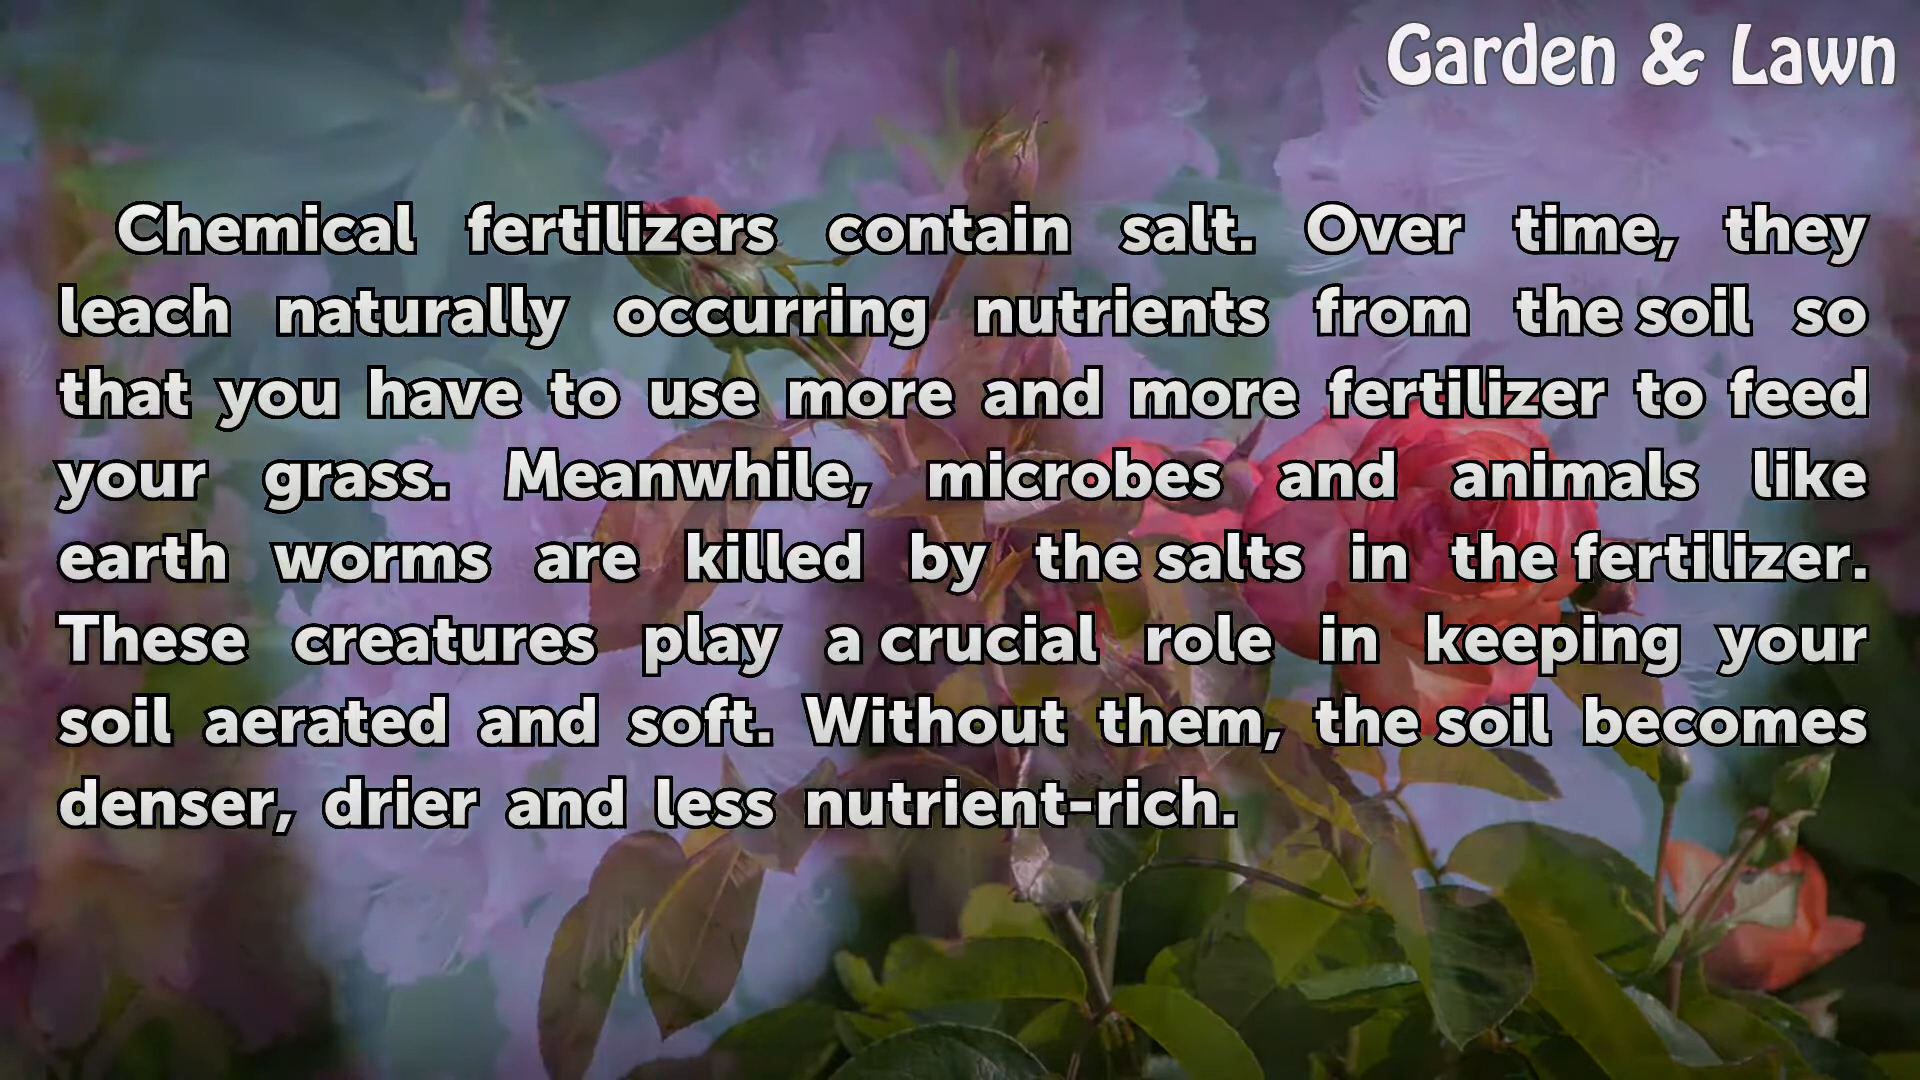 Garden & Lawn
Chemical fertilizers contain salt. Over time, they
leach naturally occurring nutrients from the soil so
that you have to use more and more fertilizer to feed
your grass. Meanwhile, microbes and animals like
earth worms are killed by the salts in the fertilizer.
These creatures play a crucial role in keeping your
soil aerated and soft. Without them, the soil becomes
denser, drier and less nutrient-rich.